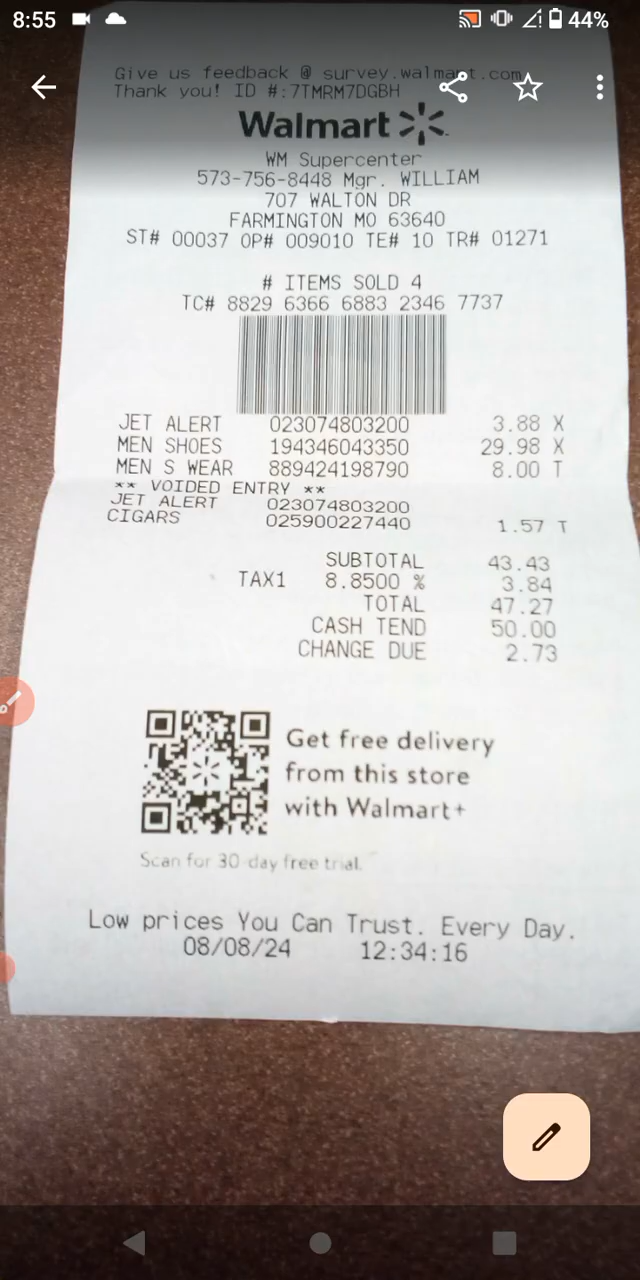 8:55
44%
Give us feedback @ survey.walmart.com
Thank you! ID #:7TMRM7DGBH
Walmart
WM Supercenter
573-756-8448 Mgr. WILLIAM
707 WALTON DR
FARMINGTON MO 63640
ST# 00037 OP# 009010 TE# 10 TR# 01271
# ITEMS SOLD 4
TC# 8829 6366 6883 2346 7737
JET ALERT 023074803200 3.88 X
MEN SHOES 194346043350 29.98 X
MEN S WEAR 889424198790 8.00 T
** VOIDED ENTRY **
JET ALERT 023074803200
CIGARS 025900227440 1.57 T
SUBTOTAL 43.43
TAX1 8.8500 % 3.84
TOTAL 47.27
CASH TEND 50.00
CHANGE DUE 2.73
Get free delivery
from this store
with Walmart+
Scan for 30-day free trial.
Low prices You Can Trust. Every Day.
08/08/24 12:34:16